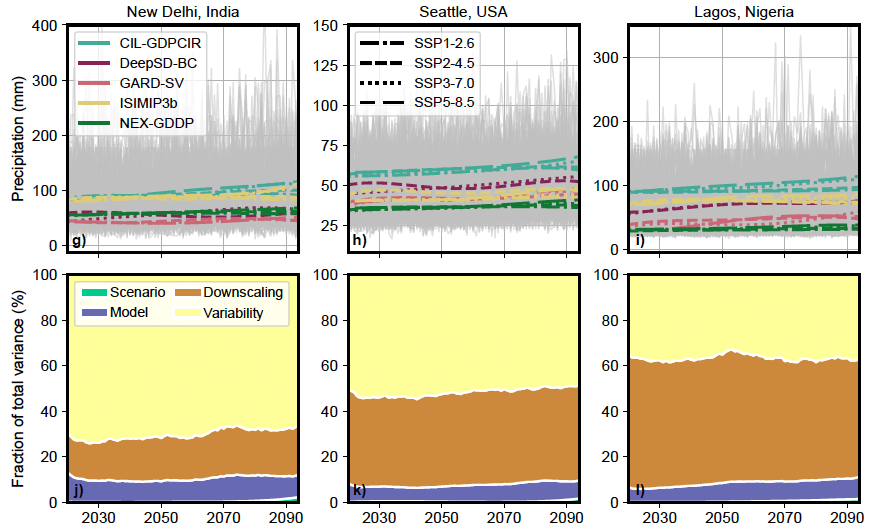 New Delhi, India
Seattle, USA
Lagos, Nigeria
Precipitation (mm)
400
300
200
100
0
CIL-GDPCIR
DeepSD-BC
GARD-SV
ISIMIP3b
NEX-GDDP
g)
150
125
100
75
50
25
SSP1-2.6
SSP2-4.5
SSP3-7.0
SSP5-8.5
h)
300
200
100
0
i)
Fraction of total variance (%)
100
80
60
40
20
0
Scenario
Model
Downscaling
Variability
j)
2030
2050
2070
2090
100
80
60
40
20
0
k)
2030
2050
2070
2090
100
80
60
40
20
0
l)
2030
2050
2070
2090